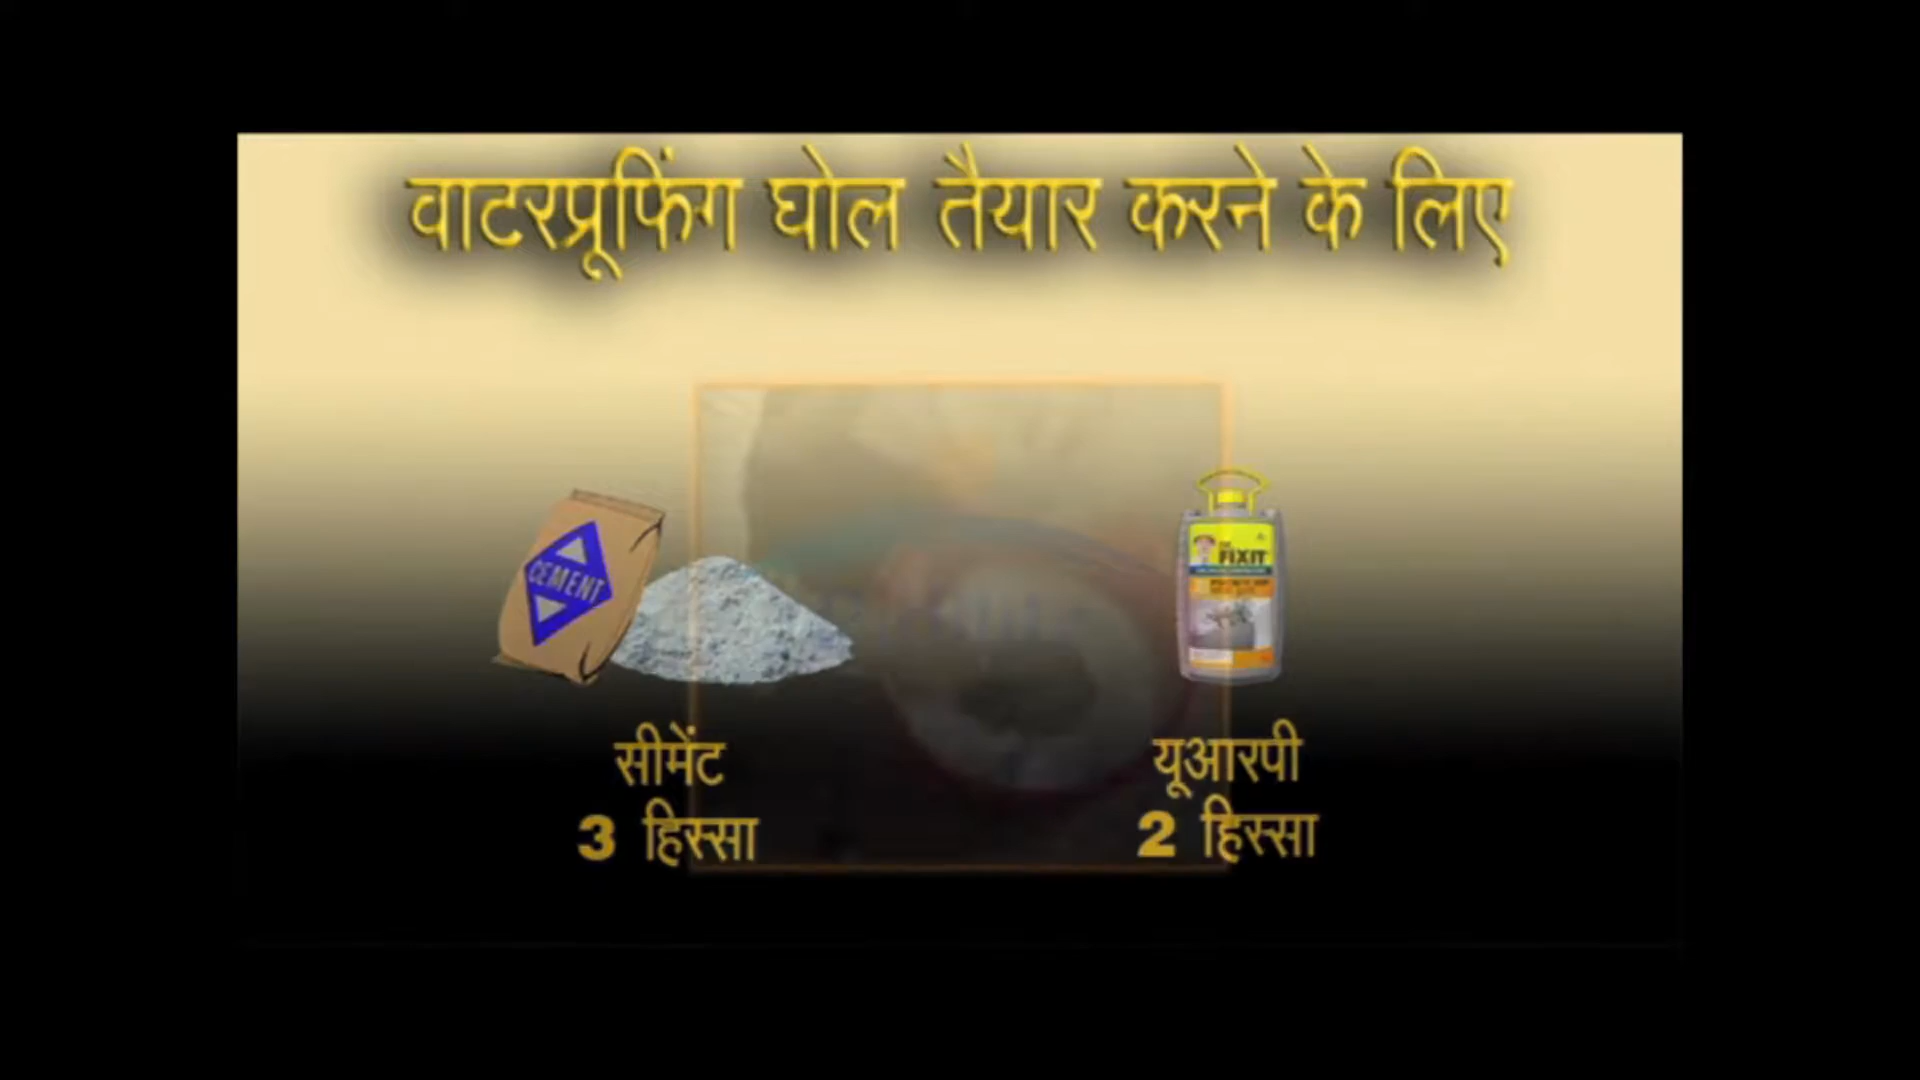 वाटरप्रूफिंग घोल तैयार करने के लिए
CEMENT
FIXIT
सीमेंट
3 हिस्सा
यूआरपी
2 हिस्सा